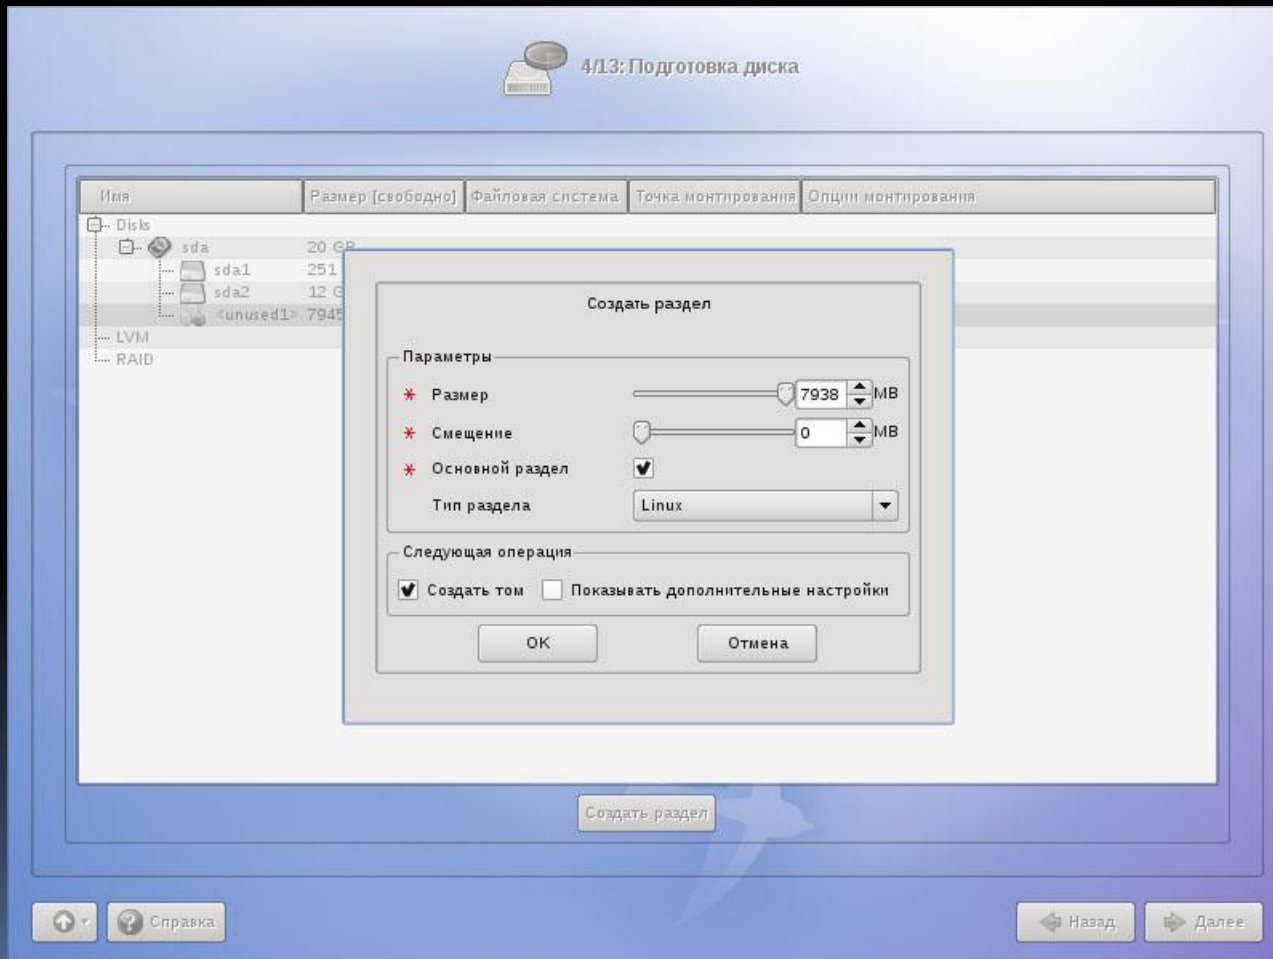 4/13: Подготовка диска
Имя Размер [свободно] Файловая система Точка монтирования Опции монтирования
Disks
sda 20 GB
sda1 251
sda2 12 G
<unused1> 7945
LVM
RAID
Создать раздел
Параметры
* Размер 7938 MB
* Смещение 0 MB
* Основной раздел
Тип раздела Linux
Следующая операция
Создать том Показывать дополнительные настройки
OK Отмена
Создать раздел
Справка Назад Далее